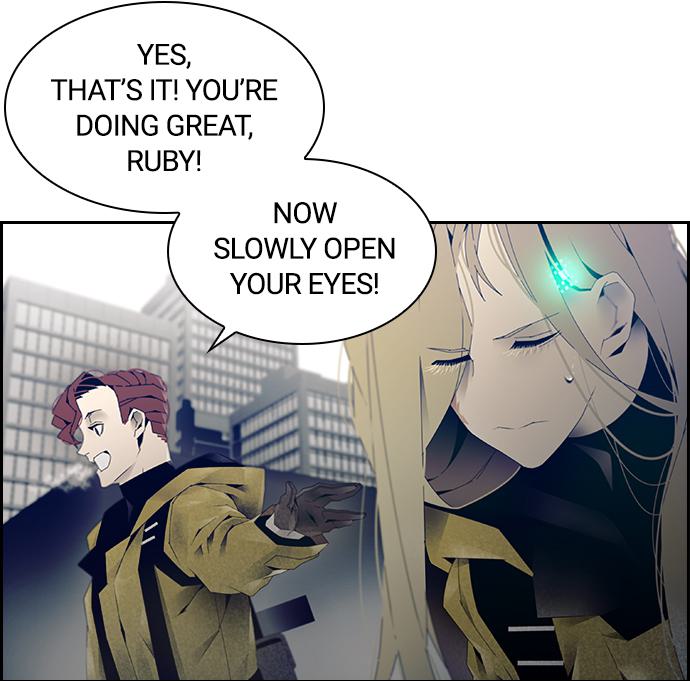 YES,
THAT’S IT! YOU’RE
DOING GREAT,
RUBY!
NOW
SLOWLY OPEN
YOUR EYES!